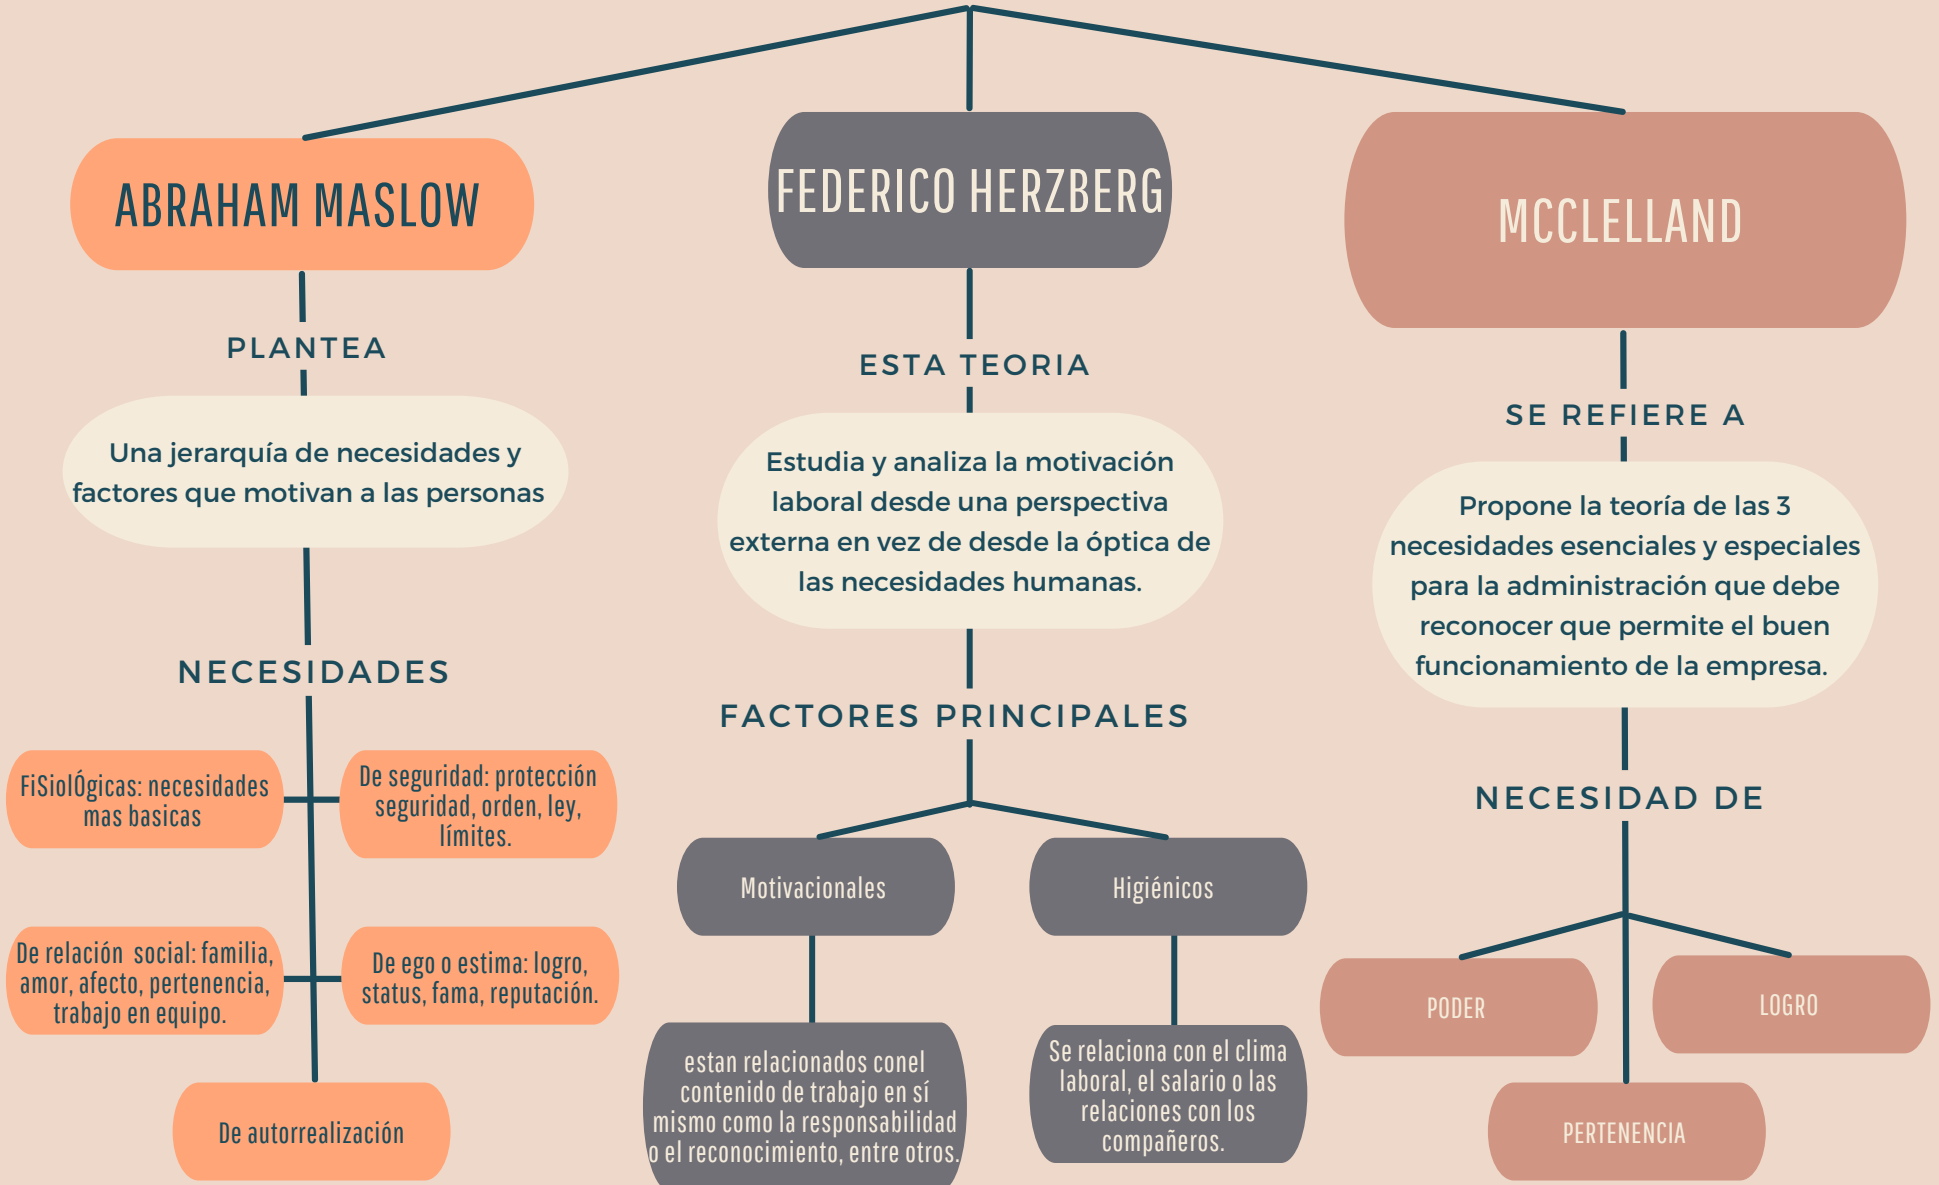 ABRAHAM MASLOW
PLANTEA
Una jerarquía de necesidades y
factores que motivan a las personas
NECESIDADES
FiSiolÓgicas: necesidades
mas basicas
De seguridad: protección
seguridad, orden, ley,
límites.
De relación social: familia,
amor, afecto, pertenencia,
trabajo en equipo.
De ego o estima: logro,
status, fama, reputación.
De autorrealización
FEDERICO HERZBERG
ESTA TEORIA
Estudia y analiza la motivación
laboral desde una perspectiva
externa en vez de desde la óptica de
las necesidades humanas.
FACTORES PRINCIPALES
Motivacionales
estan relacionados conel
contenido de trabajo en sí
mismo como la responsabilidad
o el reconocimiento, entre otros.
Higiénicos
Se relaciona con el clima
laboral, el salario o las
relaciones con los
compañeros.
MCCLELLAND
SE REFIERE A
Propone la teoría de las 3
necesidades esenciales y especiales
para la administración que debe
reconocer que permite el buen
funcionamiento de la empresa.
NECESIDAD DE
PODER
LOGRO
PERTENENCIA